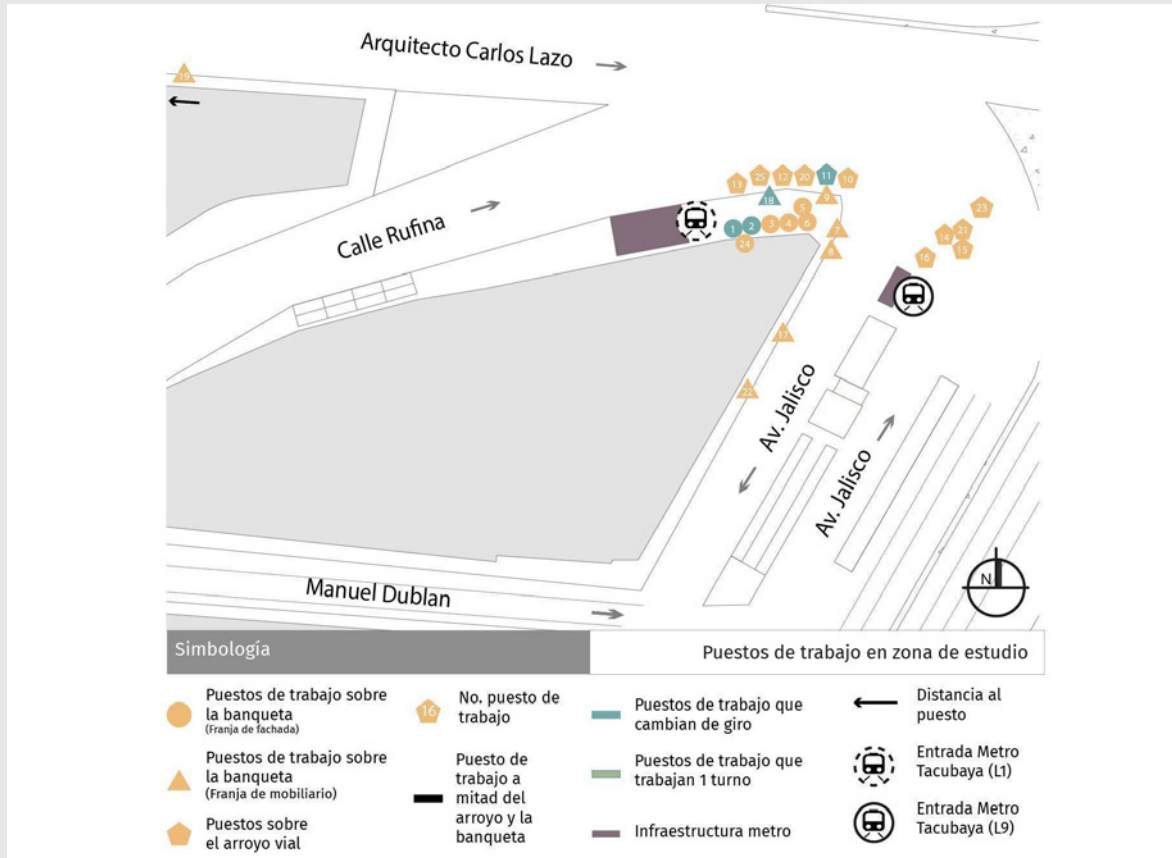 Arquitecto Carlos Lazo
19
13
25
12
20
11
10
18
9
5
23
Calle Rufina
1
2
3
4
6
7
21
14
24
8
15
16
17
22
Av. Jalisco
Av. Jalisco
Manuel Dublan
N
Simbología
Puestos de trabajo en zona de estudio
Puestos de trabajo sobre
la banqueta
(Franja de fachada)
Puestos de trabajo sobre
la banqueta
(Franja de mobiliario)
Puestos sobre
el arroyo vial
16
No. puesto de
trabajo
Puesto de
trabajo a
mitad del
arroyo y la
banqueta
Puestos de trabajo que
cambian de giro
Puestos de trabajo que
trabajan 1 turno
Infraestructura metro
Distancia al
puesto
Entrada Metro
Tacubaya (L1)
Entrada Metro
Tacubaya (L9)